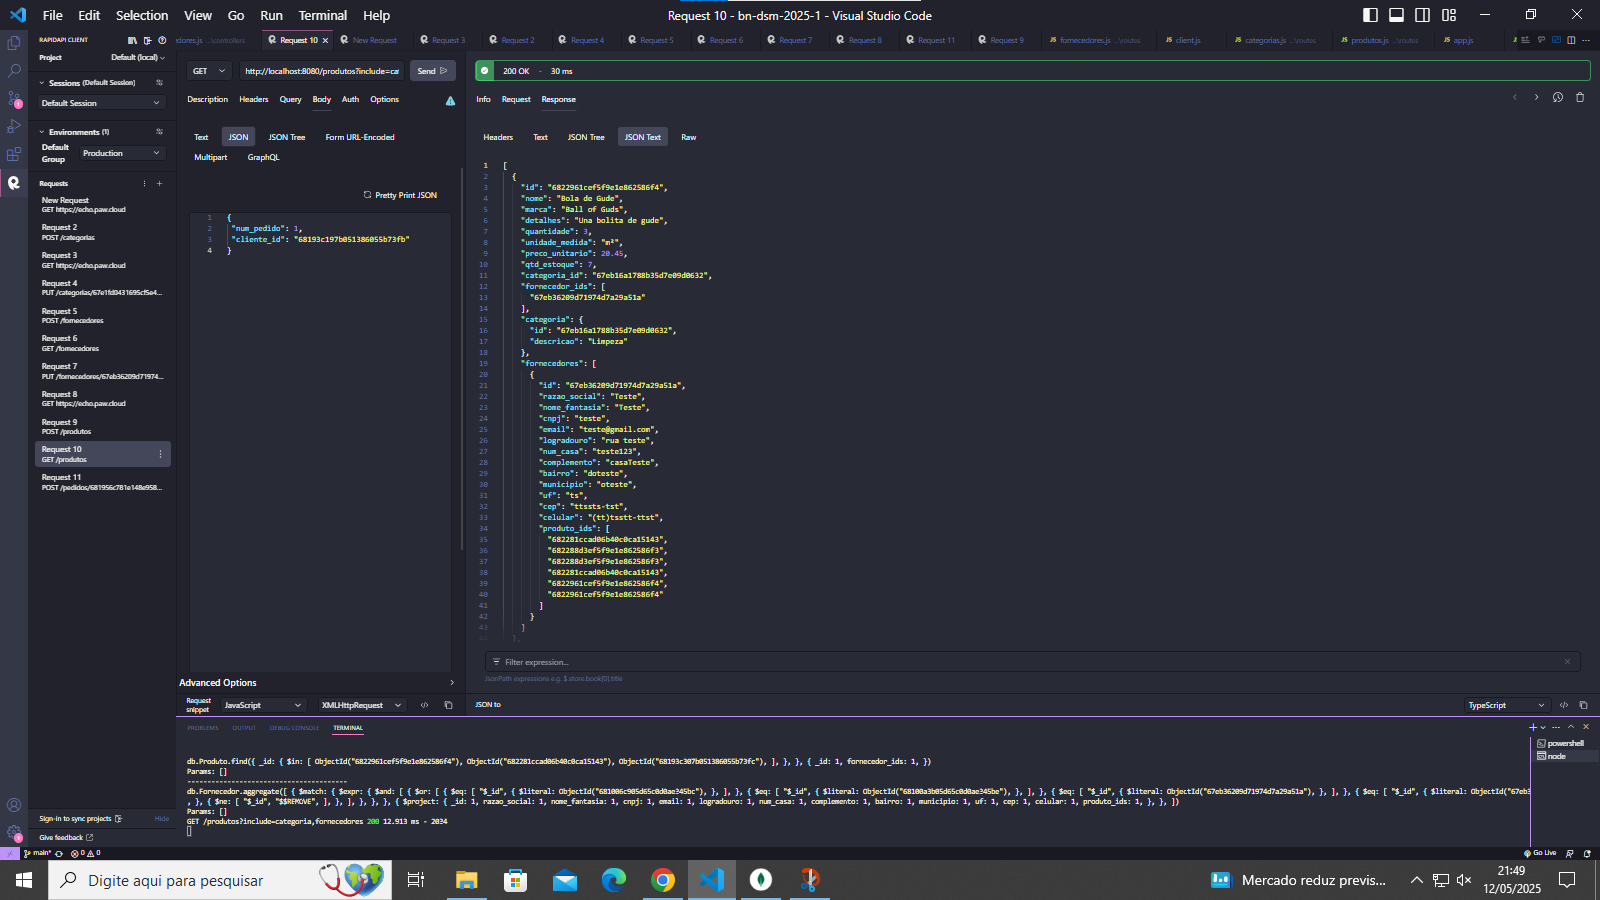 File Edit Selection View Go Run Terminal Help
Request 10 - bn-dsm-2025-1 - Visual Studio Code
RAPIDAPI CLIENT
edores.js ...\controllers
Request 10
New Request
Request 3
Request 2
Request 4
Request 5
Request 6
Request 7
Request 8
Request 11
Request 9
JS fornecedores.js ...\routes
JS client.js
JS categorias.js ...\routes
JS produtos.js ...\routes
JS app.js
Project
Default (local)
Sessions (Default Session)
Default Session
Environments (1)
Default Group
Production
Requests
New Request
GET https://echo.paw.cloud
Request 2
POST /categorias
Request 3
GET https://echo.paw.cloud
Request 4
PUT /categorias/67e1fd0431695cf5e4...
Request 5
POST /fornecedores
Request 6
GET /fornecedores
Request 7
PUT /fornecedores/67eb36209d71974...
Request 8
GET https://echo.paw.cloud
Request 9
POST /produtos
Request 10
GET /produtos
Request 11
POST /pedidos/681956c781e148e958...
Sign-in to sync projects
Hide
Give feedback
GET
http://localhost:8080/produtos?include=ca
Send
Description Headers Query Body Auth Options
Text JSON JSON Tree Form URL-Encoded
Multipart GraphQL
Pretty Print JSON
1 {
2 "num_pedido": 1,
3 "cliente_id": "68193c197b051386055b73fb"
4 }
Advanced Options
Request snippet
JavaScript
XMLHttpRequest
200 OK - 30 ms
Info Request Response
Headers Text JSON Tree JSON Text Raw
1 [
2 {
3 "id": "6822961cef5f9e1e862586f4",
4 "nome": "Bola de Gude",
5 "marca": "Ball of Guds",
6 "detalhes": "Una bolita de gude",
7 "quantidade": 3,
8 "unidade_medida": "m²",
9 "preco_unitario": 20.45,
10 "qtd_estoque": 7,
11 "categoria_id": "67eb16a1788b35d7e09d0632",
12 "fornecedor_ids": [
13 "67eb36209d71974d7a29a51a"
14 ],
15 "categoria": {
16 "id": "67eb16a1788b35d7e09d0632",
17 "descricao": "Limpeza"
18 },
19 "fornecedores": [
20 {
21 "id": "67eb36209d71974d7a29a51a",
22 "razao_social": "Teste",
23 "nome_fantasia": "Teste",
24 "cnpj": "teste",
25 "email": "teste@gmail.com",
26 "logradouro": "rua teste",
27 "num_casa": "teste123",
28 "complemento": "casaTeste",
29 "bairro": "doteste",
30 "municipio": "oteste",
31 "uf": "ts",
32 "cep": "ttssts-tst",
33 "celular": "(tt)tsstt-ttst",
34 "produto_ids": [
35 "682281ccad06b40c0ca15143",
36 "682288d3ef5f9e1e862586f3",
37 "682288d3ef5f9e1e862586f3",
38 "682281ccad06b40c0ca15143",
39 "6822961cef5f9e1e862586f4",
40 "6822961cef5f9e1e862586f4"
41 ]
42 }
43 ]
44 },
Filter expression...
JsonPath expressions e.g. $.store.book[0].title
JSON to
TypeScript
PROBLEMS OUTPUT DEBUG CONSOLE TERMINAL
powershell
node
db.Produto.find({ _id: { $in: [ ObjectId("6822961cef5f9e1e862586f4"), ObjectId("682281ccad06b40c0ca15143"), ObjectId("68193c307b051386055b73fc"), ], }, }, { _id: 1, fornecedor_ids: 1, })
Params: []
----------------------------------------
db.Fornecedor.aggregate([ { $match: { $expr: { $and: [ { $or: [ { $eq: [ "$_id", { $literal: ObjectId("681006c905d65c0d0ae345bc"), }, ], }, { $eq: [ "$_id", { $literal: ObjectId("68100a3b05d65c0d0ae345be"), }, ], }, { $eq: [ "$_id", { $literal: ObjectId("67eb36209d71974d7a29a51a"), }, ], }, { $eq: [ "$_id", { $literal: ObjectId("67eb3
, }, { $ne: [ "$_id", "$$REMOVE", ], }, ], }, }, }, { $project: { _id: 1, razao_social: 1, nome_fantasia: 1, cnpj: 1, email: 1, logradouro: 1, num_casa: 1, complemento: 1, bairro: 1, municipio: 1, uf: 1, cep: 1, celular: 1, produto_ids: 1, }, }, ])
Params: []
GET /produtos?include=categoria,fornecedores 200 12.913 ms - 2034
main* 0 0
Go Live
Digite aqui para pesquisar
Mercado reduz previs...
21:49
12/05/2025